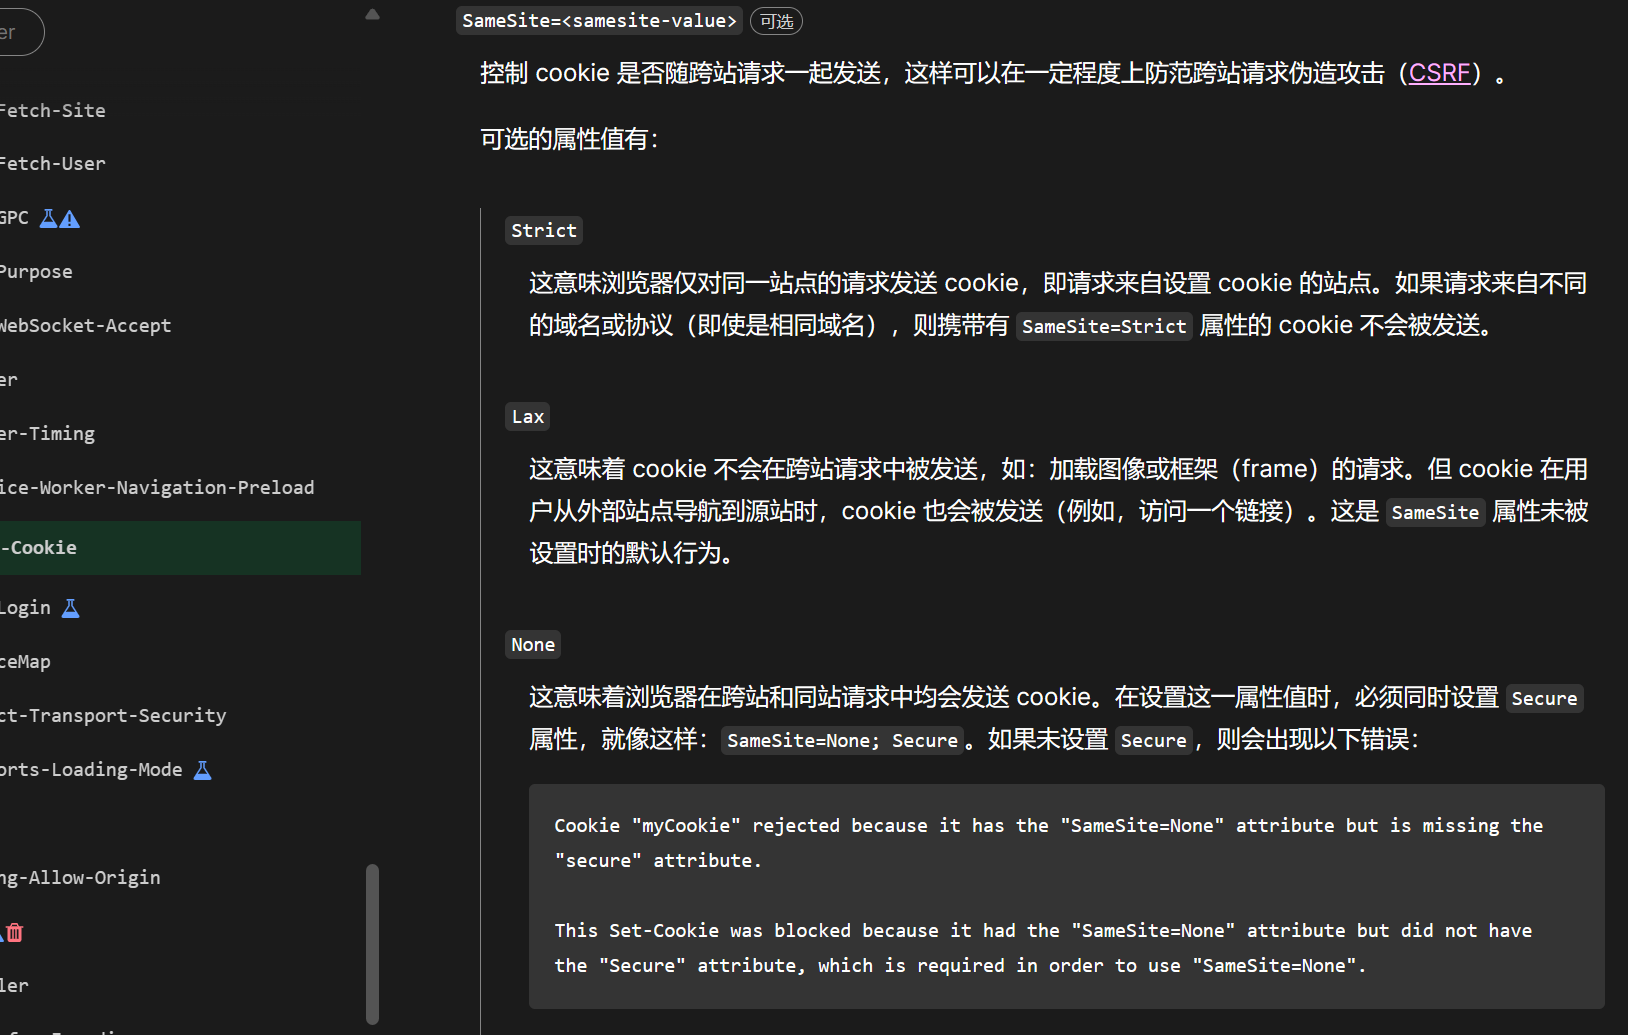 er
Fetch-Site
Fetch-User
GPC
Purpose
WebSocket-Accept
er
er-Timing
ice-Worker-Navigation-Preload
-Cookie
Login
ceMap
ct-Transport-Security
orts-Loading-Mode
ng-Allow-Origin
ler
SameSite=<samesite-value> 可选
控制 cookie 是否随跨站请求一起发送，这样可以在一定程度上防范跨站请求伪造攻击（CSRF）。
可选的属性值有：
Strict
这意味浏览器仅对同一站点的请求发送 cookie，即请求来自设置 cookie 的站点。如果请求来自不同
的域名或协议（即使是相同域名），则携带有 SameSite=Strict 属性的 cookie 不会被发送。
Lax
这意味着 cookie 不会在跨站请求中被发送，如：加载图像或框架（frame）的请求。但 cookie 在用
户从外部站点导航到源站时，cookie 也会被发送（例如，访问一个链接）。这是 SameSite 属性未被
设置时的默认行为。
None
这意味着浏览器在跨站和同站请求中均会发送 cookie。在设置这一属性值时，必须同时设置 Secure
属性，就像这样：SameSite=None; Secure。如果未设置 Secure，则会出现以下错误：
Cookie "myCookie" rejected because it has the "SameSite=None" attribute but is missing the
"secure" attribute.
This Set-Cookie was blocked because it had the "SameSite=None" attribute but did not have
the "Secure" attribute, which is required in order to use "SameSite=None".